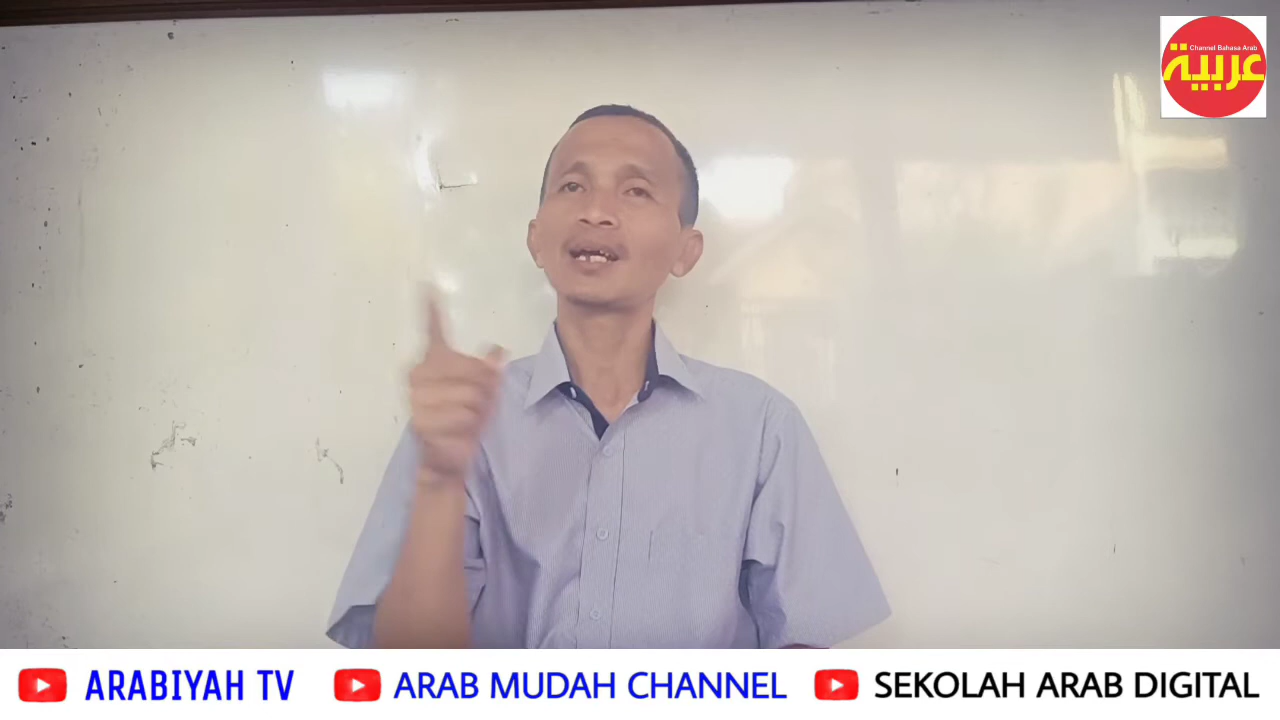 Channel Bahasa Arab
عربية
ARABIYAH TV
ARAB MUDAH CHANNEL
SEKOLAH ARAB DIGITAL